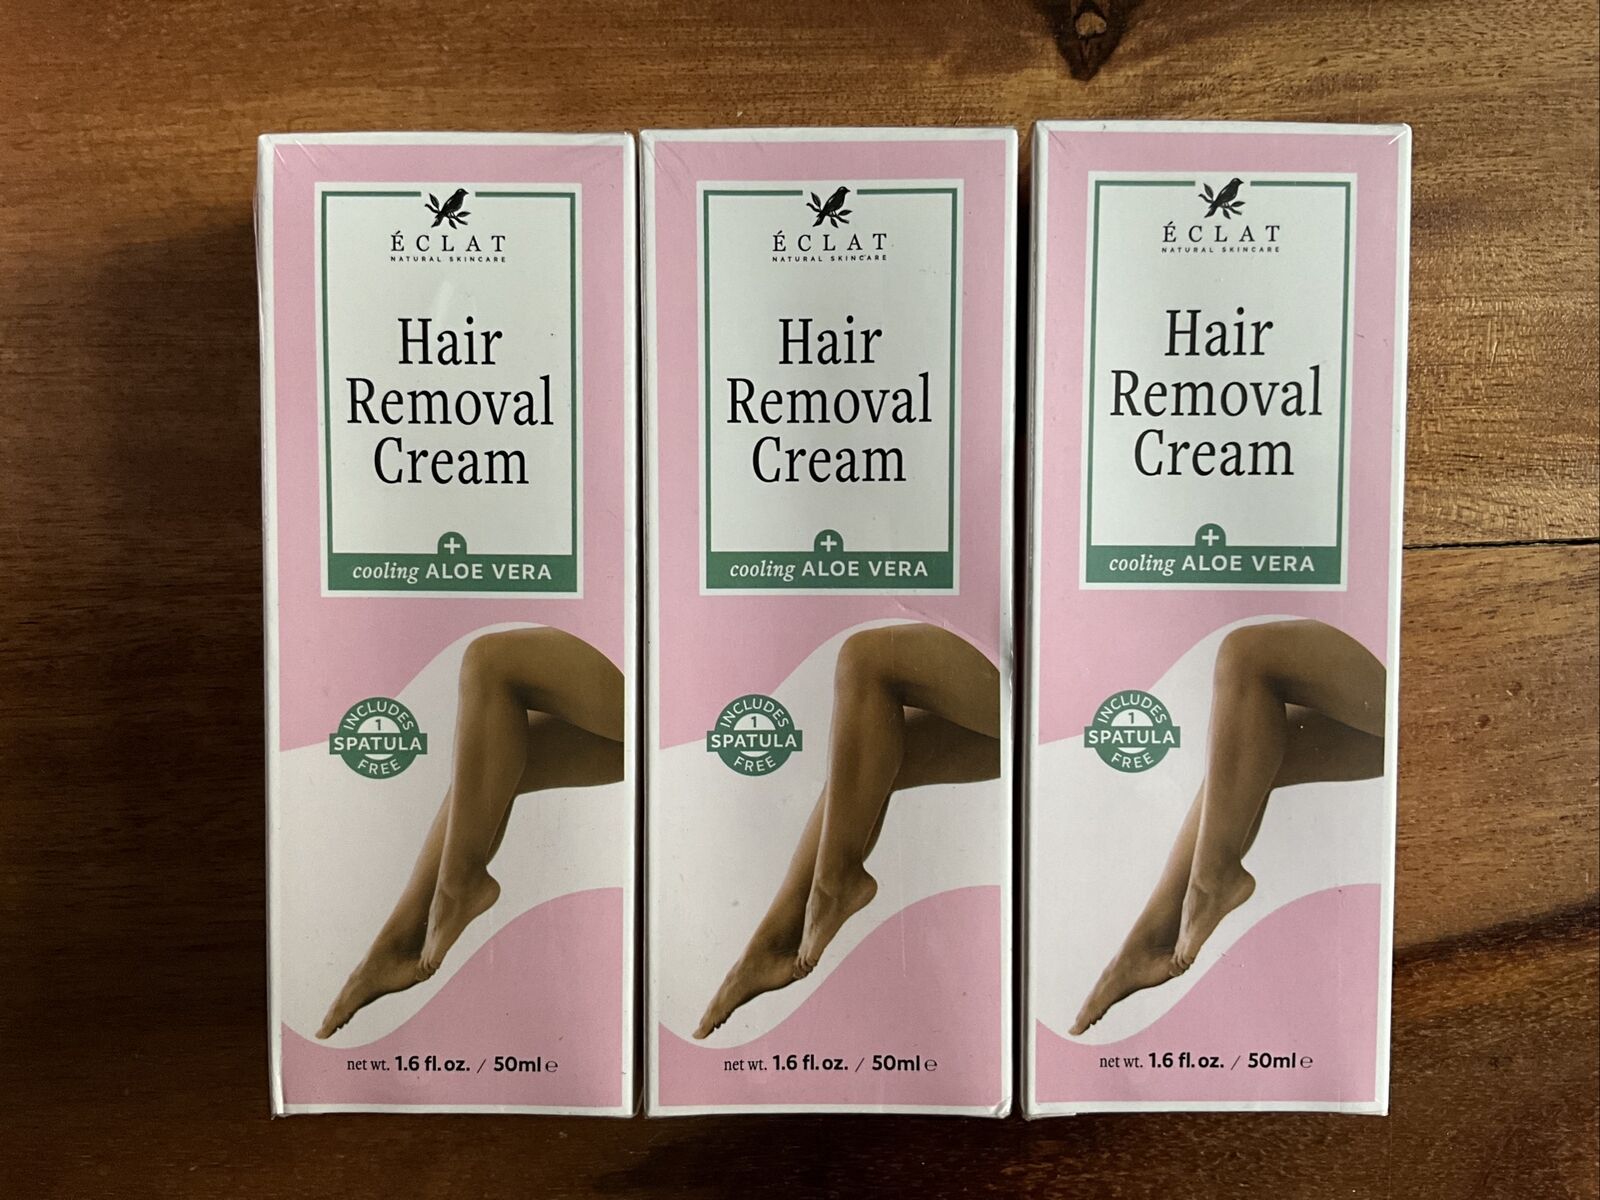 ÉCLAT
NATURAL SKINCARE
Hair
Removal
Cream
+
cooling ALOE VERA
INCLUDES
1
SPATULA
FREE
net wt. 1.6 fl.oz. / 50ml ℮
ÉCLAT
NATURAL SKINCARE
Hair
Removal
Cream
+
cooling ALOE VERA
INCLUDES
1
SPATULA
FREE
net wt. 1.6 fl.oz. / 50ml ℮
ÉCLAT
NATURAL SKINCARE
Hair
Removal
Cream
+
cooling ALOE VERA
INCLUDES
1
SPATULA
FREE
net wt. 1.6 fl.oz. / 50ml ℮